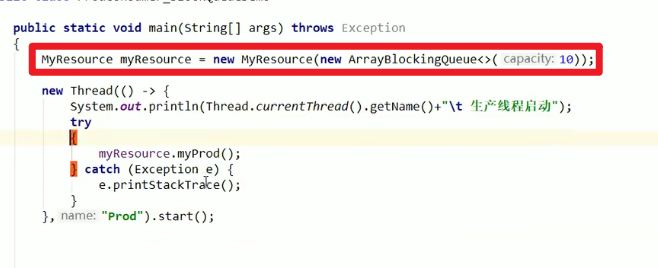 public static void main(String[] args) throws Exception
{
MyResource myResource = new MyResource(new ArrayBlockingQueue<>( capacity: 10));
new Thread(() -> {
System.out.println(Thread.currentThread().getName()+"\t 生产线程启动");
try
{
myResource.myProd();
} catch (Exception e) {
e.printStackTrace();
}
}, name: "Prod").start();